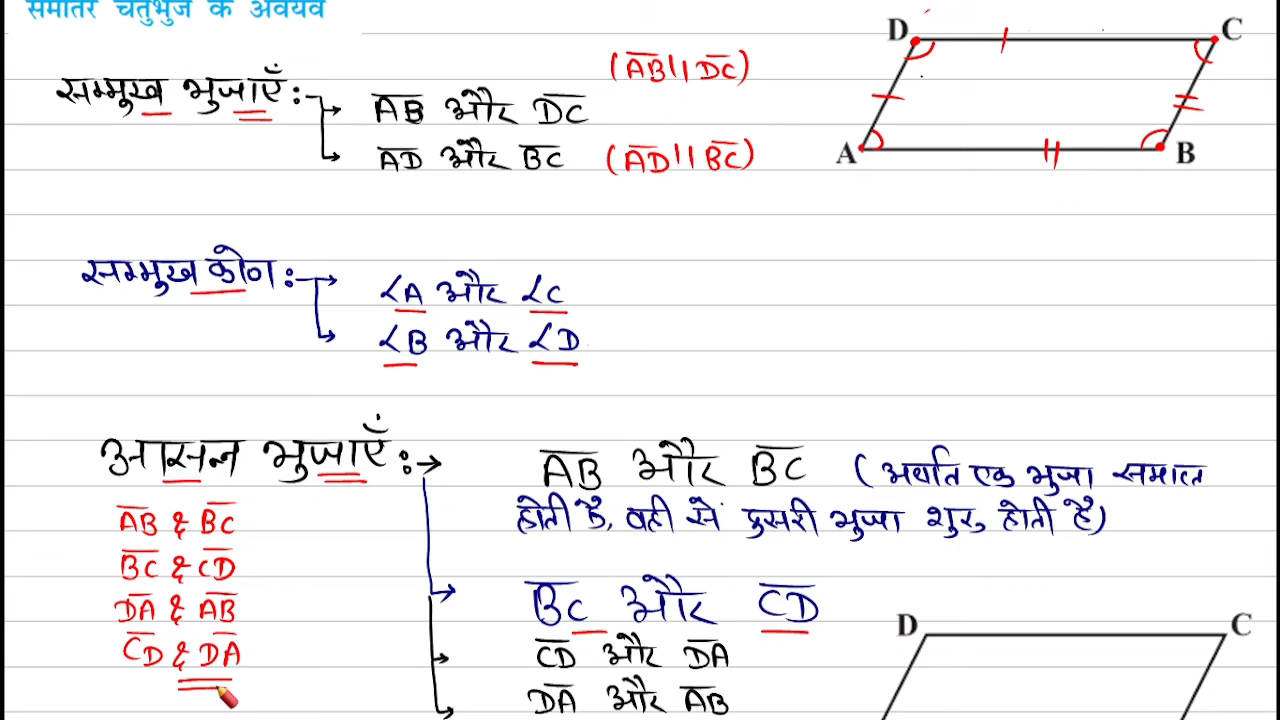 समांतर चतुर्भुज के अवयव
सम्मुख भुजाएँ :→ AB और DC (AB||DC)
→ AD और BC (AD||BC)
D C
A B
सम्मुख कोण :→ ∠A और ∠C
→ ∠B और ∠D
आसन्न भुजाएँ :→ AB और BC (अर्थात एक भुजा समाप्त
होती है, वही से दुसरी भुजा शुरू होती है)
AB & BC
BC & CD
DA & AB
CD & DA
→ BC और CD
→ CD और DA
→ DA और AB
D C